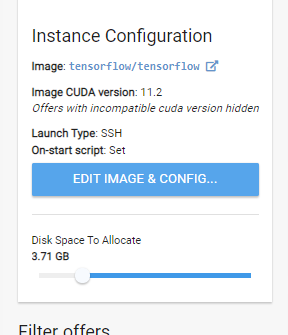 Instance Configuration
Image: tensorflow/tensorflow
Image CUDA version: 11.2
Offers with incompatible cuda version hidden
Launch Type: SSH
On-start script: Set
EDIT IMAGE & CONFIG...
Disk Space To Allocate
3.71 GB
Filter offers